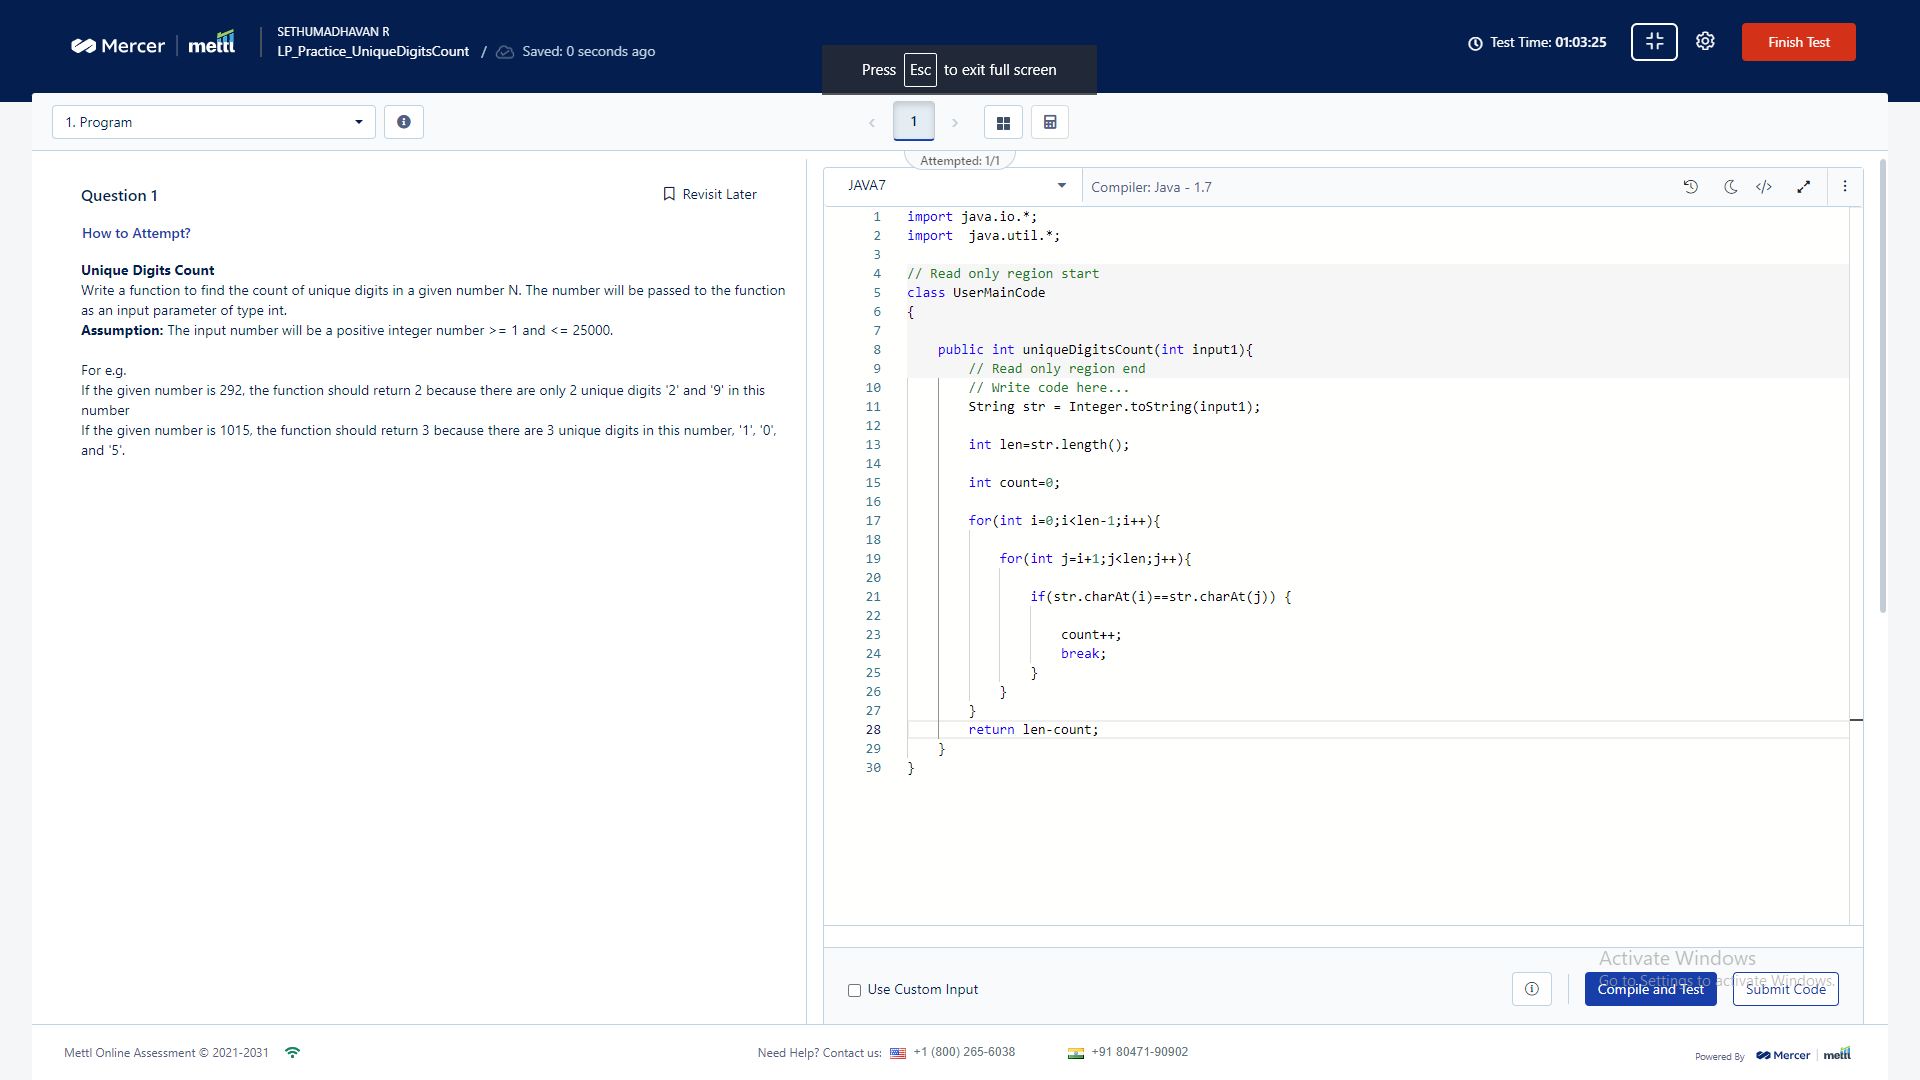 Mercer mettl
SETHUMADHAVAN R
LP_Practice_UniqueDigitsCount / Saved: 0 seconds ago
Press Esc to exit full screen
Test Time: 01:03:25
Finish Test
1. Program
1
Attempted: 1/1
Question 1
Revisit Later
How to Attempt?
Unique Digits Count
Write a function to find the count of unique digits in a given number N. The number will be passed to the function
as an input parameter of type int.
Assumption: The input number will be a positive integer number >= 1 and <= 25000.
For e.g.
If the given number is 292, the function should return 2 because there are only 2 unique digits '2' and '9' in this
number
If the given number is 1015, the function should return 3 because there are 3 unique digits in this number, '1', '0',
and '5'.
JAVA7
Compiler: Java - 1.7
1 import java.io.*;
2 import  java.util.*;
3
4 // Read only region start
5 class UserMainCode
6 {
7
8     public int uniqueDigitsCount(int input1){
9         // Read only region end
10         // Write code here...
11         String str = Integer.toString(input1);
12
13         int len=str.length();
14
15         int count=0;
16
17         for(int i=0;i<len-1;i++){
18
19             for(int j=i+1;j<len;j++){
20
21                 if(str.charAt(i)==str.charAt(j)) {
22
23                     count++;
24                     break;
25                 }
26             }
27         }
28         return len-count;
29     }
30 }
Activate Windows
Go to Settings to activate Windows.
Use Custom Input
Compile and Test
Submit Code
Mettl Online Assessment © 2021-2031
Need Help? Contact us: +1 (800) 265-6038
+91 80471-90902
Powered By Mercer mettl